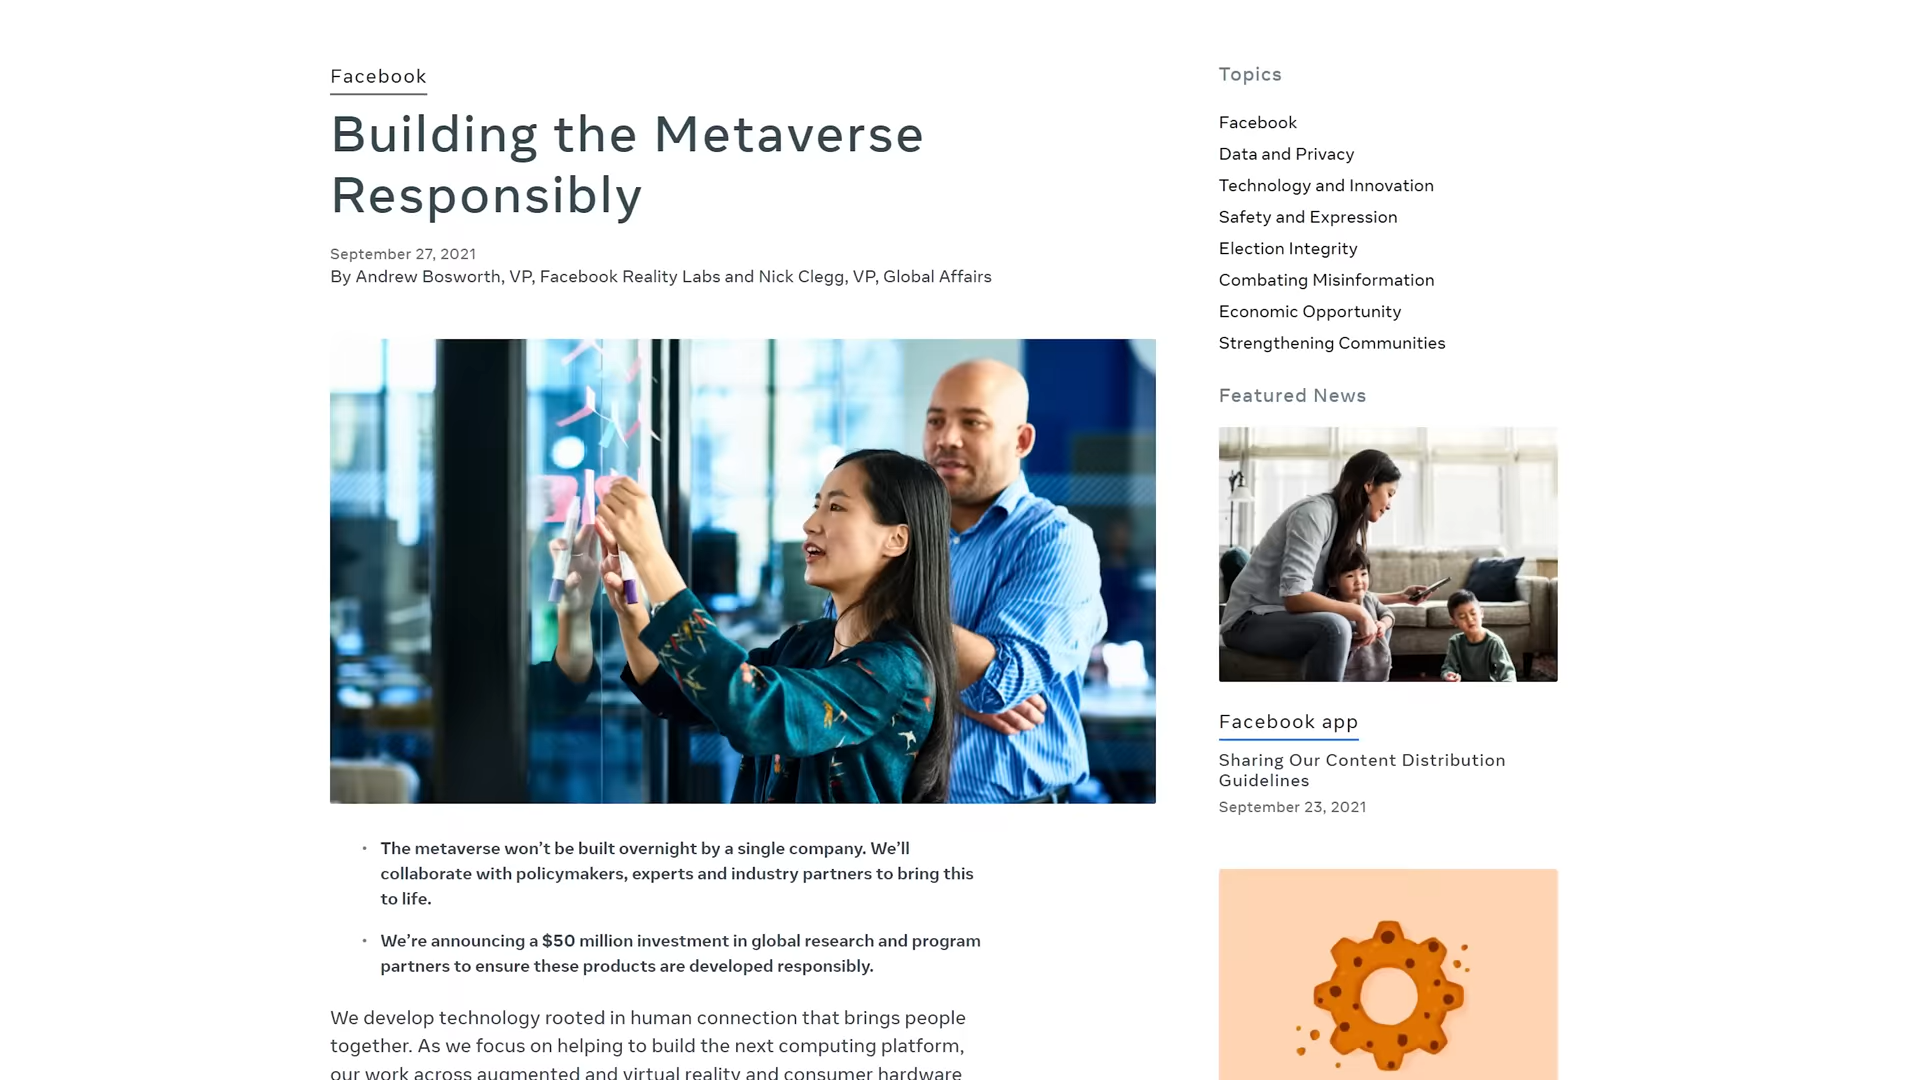 Facebook
Building the Metaverse
Responsibly
September 27, 2021
By Andrew Bosworth, VP, Facebook Reality Labs and Nick Clegg, VP, Global Affairs
• The metaverse won’t be built overnight by a single company. We’ll
collaborate with policymakers, experts and industry partners to bring this
to life.
• We’re announcing a $50 million investment in global research and program
partners to ensure these products are developed responsibly.
We develop technology rooted in human connection that brings people
together. As we focus on helping to build the next computing platform,
our work across augmented and virtual reality and consumer hardware
Topics
Facebook
Data and Privacy
Technology and Innovation
Safety and Expression
Election Integrity
Combating Misinformation
Economic Opportunity
Strengthening Communities
Featured News
Facebook app
Sharing Our Content Distribution
Guidelines
September 23, 2021